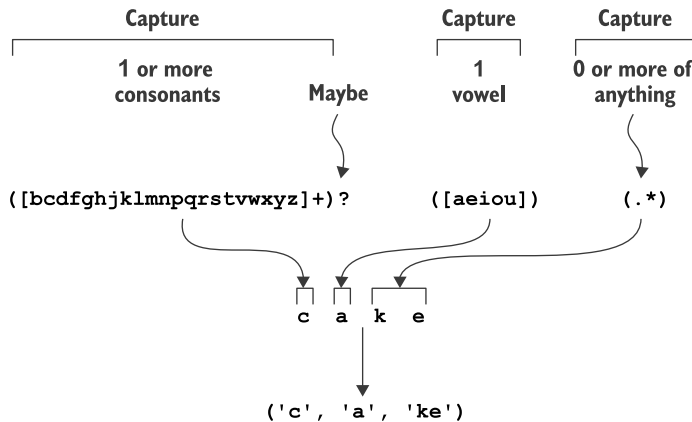 Capture Capture Capture
1 or more consonants
Maybe
1 vowel
0 or more of anything
([bcdfghjklmnpqrstvwxyz]+)? ([aeiou]) (.*)
c a k e
('c', 'a', 'ke')